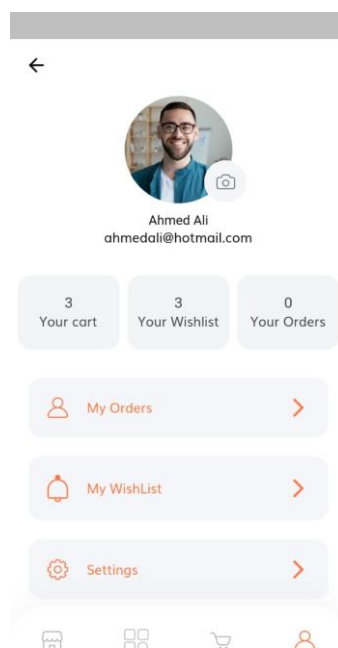 Ahmed Ali
ahmedali@hotmail.com
3
Your cart
3
Your Wishlist
0
Your Orders
My Orders
My WishList
Settings